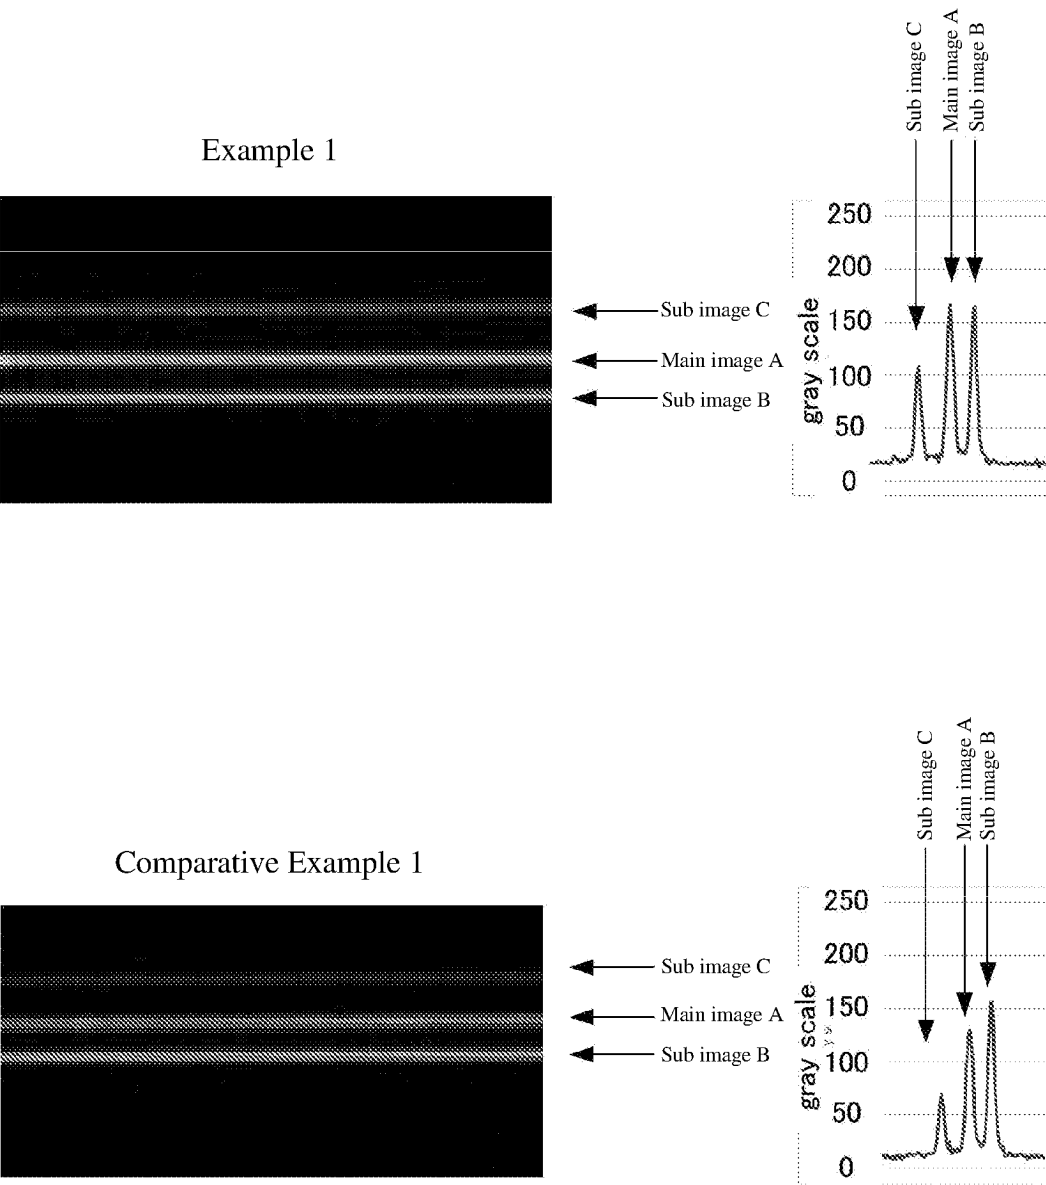 Sub image C
Main image A
Sub image B
Example 1
250
200
150
100
50
0
gray scale
Sub image C
Main image A
Sub image B
Sub image C
Main image A
Sub image B
Comparative Example 1
250
200
150
100
50
0
gray scale
Sub image C
Main image A
Sub image B